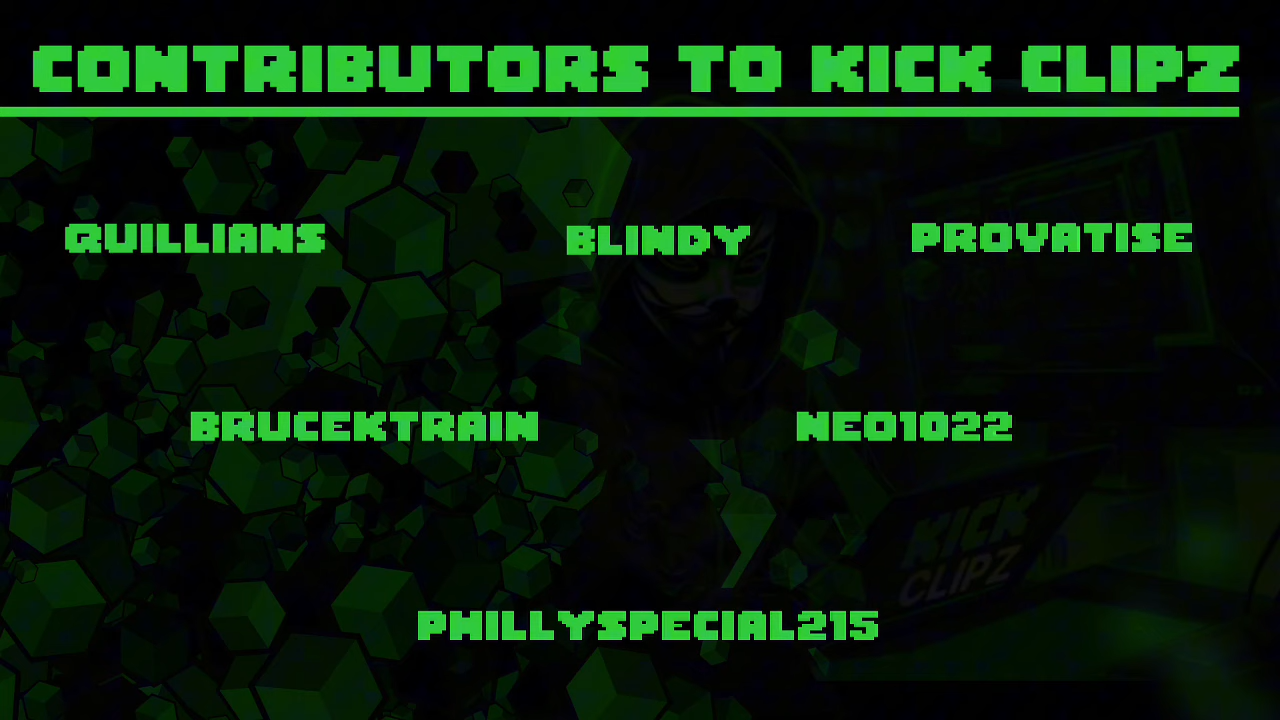 CONTRIBUTORS TO KICK CLIPZ
QUILLIANS
BLINDY
PROVATISE
BRUCEKTRAIN
NEO1022
KICK
CLIPZ
PHILLYSPECIAL215